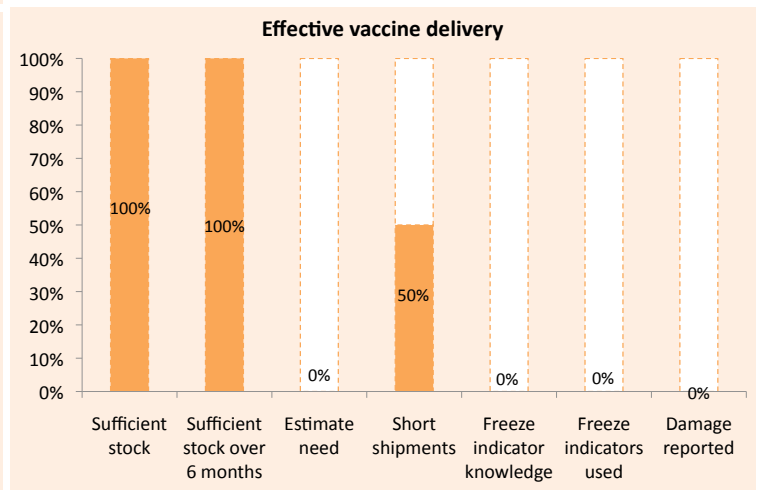 Effective vaccine delivery
100%
90%
80%
70%
60%
50%
40%
30%
20%
10%
0%
100%
100%
0%
50%
0%
0%
0%
Sufficient
stock
Sufficient
stock over
6 months
Estimate
need
Short
shipments
Freeze
indicator
knowledge
Freeze
indicators
used
Damage
reported